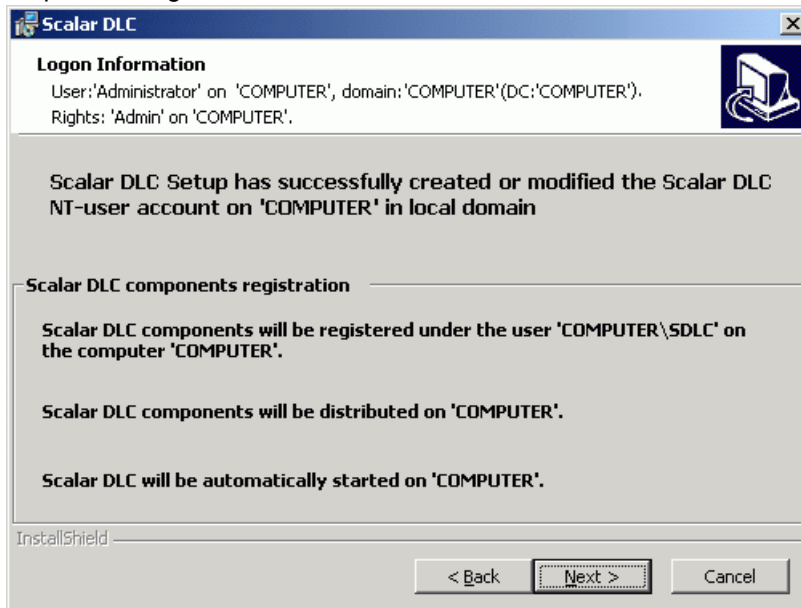 Scalar DLC
Logon Information
User:'Administrator' on 'COMPUTER', domain:'COMPUTER'(DC:'COMPUTER').
Rights: 'Admin' on 'COMPUTER'.
Scalar DLC Setup has successfully created or modified the Scalar DLC
NT-user account on 'COMPUTER' in local domain
Scalar DLC components registration
Scalar DLC components will be registered under the user 'COMPUTER\SDLC' on
the computer 'COMPUTER'.
Scalar DLC components will be distributed on 'COMPUTER'.
Scalar DLC will be automatically started on 'COMPUTER'.
InstallShield
< Back Next > Cancel